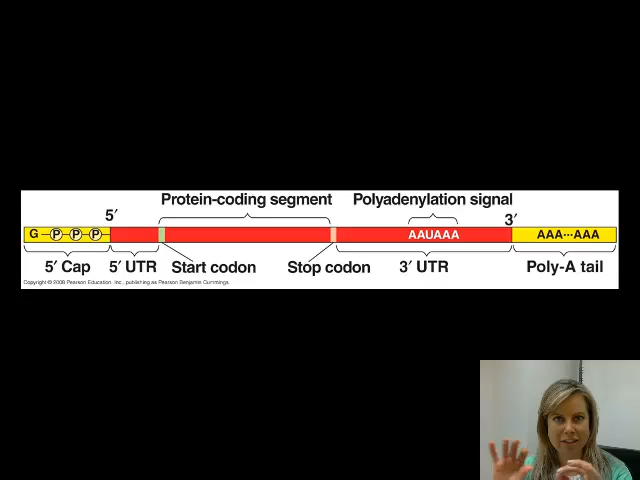 Protein-coding segment Polyadenylation signal
5′ 3′
G P P P AAUAAA AAA···AAA
5′ Cap 5′ UTR Start codon Stop codon 3′ UTR Poly-A tail
Copyright © 2008 Pearson Education, Inc., publishing as Pearson Benjamin Cummings.